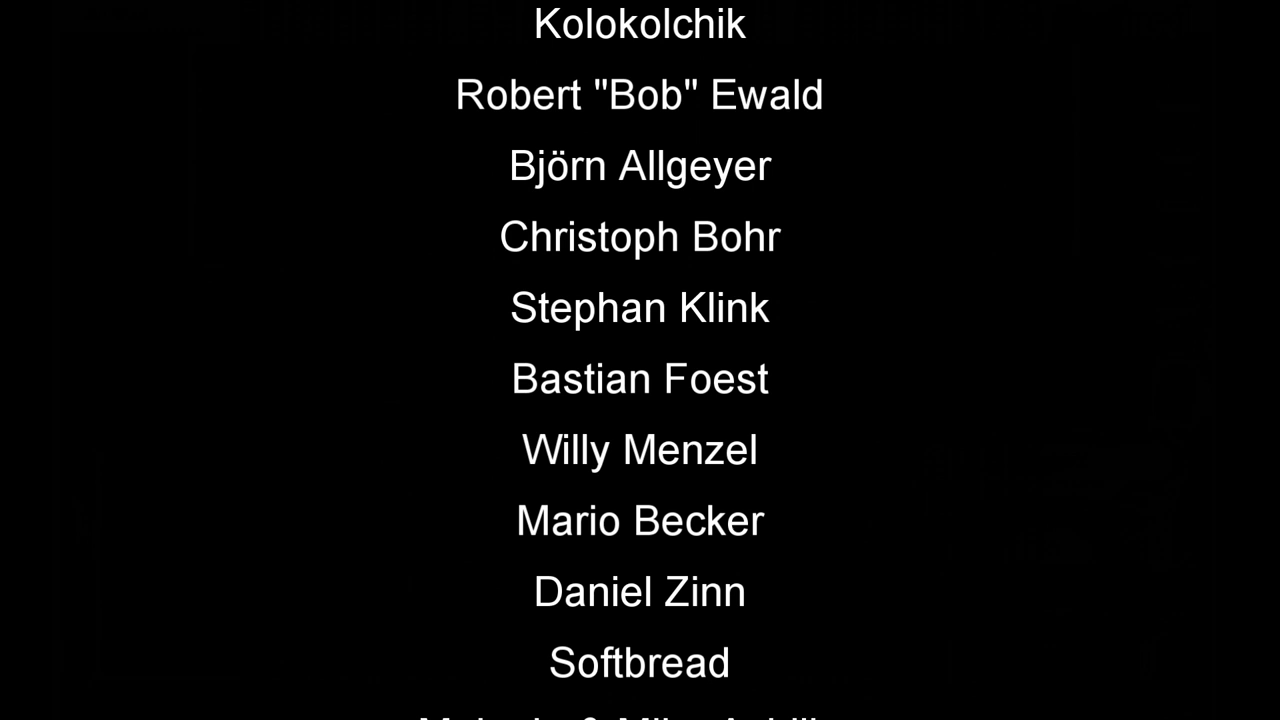 Kolokolchik
Robert "Bob" Ewald
Björn Allgeyer
Christoph Bohr
Stephan Klink
Bastian Foest
Willy Menzel
Mario Becker
Daniel Zinn
Softbread